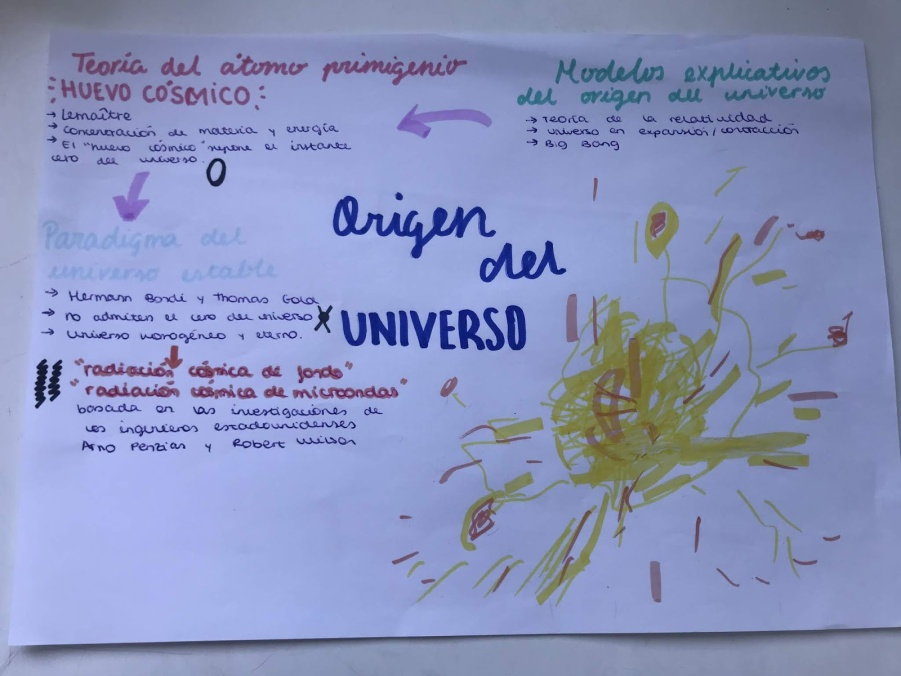 Teoría del átomo primigenio
HUEVO CÓSMICO:
→ Lemaître
→ Concentración de materia y energía
→ El "huevo cósmico" supone el instante
cero del universo.
0
Modelos explicativos
del origen del universo
→ Teoría de la relatividad
→ universo en expansión/contracción
→ Big Bang
Origen
del
UNIVERSO
Paradigma del
universo estable
→ Hermann Bondi y Thomas Gold
→ no admiten el cero del universo
→ Universo homogéneo y eterno.
"radiación cósmica de fondo"
"radiación cósmica de microondas"
basada en las investigaciones de
los ingenieros estadounidenses
Arno Penzias y Robert Wilson